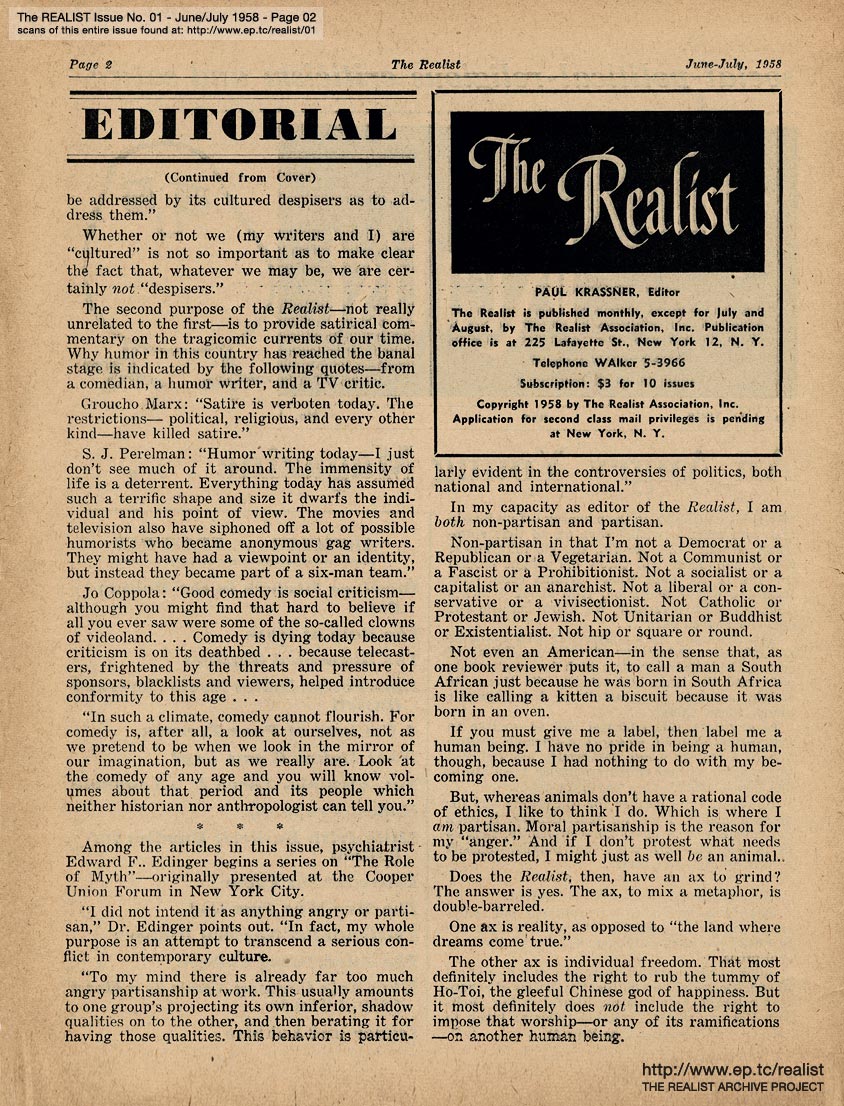 The REALIST Issue No. 01 - June/July 1958 - Page 02
scans of this entire issue found at: http://www.ep.tc/realist/01
Page 2
The Realist
June-July, 1958
EDITORIAL
(Continued from Cover)
be addressed by its cultured despisers as to ad-
dress them."
Whether or not we (my writers and I) are
"cultured" is not so important as to make clear
the fact that, whatever we may be, we are cer-
tainly not "despisers."
The second purpose of the Realist—not really
unrelated to the first—is to provide satirical com-
mentary on the tragicomic currents of our time.
Why humor in this country has reached the banal
stage is indicated by the following quotes—from
a comedian, a humor writer, and a TV critic.
Groucho Marx: "Satire is verboten today. The
restrictions— political, religious, and every other
kind—have killed satire."
S. J. Perelman: "Humor writing today—I just
don't see much of it around. The immensity of
life is a deterrent. Everything today has assumed
such a terrific shape and size it dwarfs the indi-
vidual and his point of view. The movies and
television also have siphoned off a lot of possible
humorists who became anonymous gag writers.
They might have had a viewpoint or an identity,
but instead they became part of a six-man team."
Jo Coppola: "Good comedy is social criticism—
although you might find that hard to believe if
all you ever saw were some of the so-called clowns
of videoland. . . . Comedy is dying today because
criticism is on its deathbed . . . because telecast-
ers, frightened by the threats and pressure of
sponsors, blacklists and viewers, helped introduce
conformity to this age . . .
"In such a climate, comedy cannot flourish. For
comedy is, after all, a look at ourselves, not as
we pretend to be when we look in the mirror of
our imagination, but as we really are. Look at
the comedy of any age and you will know vol-
umes about that period and its people which
neither historian nor anthropologist can tell you."
* * *
Among the articles in this issue, psychiatrist
Edward F.. Edinger begins a series on "The Role
of Myth"—originally presented at the Cooper
Union Forum in New York City.
"I did not intend it as anything angry or parti-
san," Dr. Edinger points out. "In fact, my whole
purpose is an attempt to transcend a serious con-
flict in contemporary culture.
"To my mind there is already far too much
angry partisanship at work. This usually amounts
to one group's projecting its own inferior, shadow
qualities on to the other, and then berating it for
having those qualities. This behavior is particu-
The Realist
PAUL KRASSNER, Editor
The Realist is published monthly, except for July and
August, by The Realist Association, Inc. Publication
office is at 225 Lafayette St., New York 12, N. Y.
Telephone WAlker 5-3966
Subscription: $3 for 10 issues
Copyright 1958 by The Realist Association, Inc.
Application for second class mail privileges is pending
at New York, N. Y.
larly evident in the controversies of politics, both
national and international."
In my capacity as editor of the Realist, I am
both non-partisan and partisan.
Non-partisan in that I'm not a Democrat or a
Republican or a Vegetarian. Not a Communist or
a Fascist or a Prohibitionist. Not a socialist or a
capitalist or an anarchist. Not a liberal or a con-
servative or a vivisectionist. Not Catholic or
Protestant or Jewish. Not Unitarian or Buddhist
or Existentialist. Not hip or square or round.
Not even an American—in the sense that, as
one book reviewer puts it, to call a man a South
African just because he was born in South Africa
is like calling a kitten a biscuit because it was
born in an oven.
If you must give me a label, then label me a
human being. I have no pride in being a human,
though, because I had nothing to do with my be-
coming one.
But, whereas animals don't have a rational code
of ethics, I like to think I do. Which is where I
am partisan. Moral partisanship is the reason for
my "anger." And if I don't protest what needs
to be protested, I might just as well be an animal..
Does the Realist, then, have an ax to grind?
The answer is yes. The ax, to mix a metaphor, is
double-barreled.
One ax is reality, as opposed to "the land where
dreams come true."
The other ax is individual freedom. That most
definitely includes the right to rub the tummy of
Ho-Toi, the gleeful Chinese god of happiness. But
it most definitely does not include the right to
impose that worship—or any of its ramifications
—on another human being.
http://www.ep.tc/realist
THE REALIST ARCHIVE PROJECT